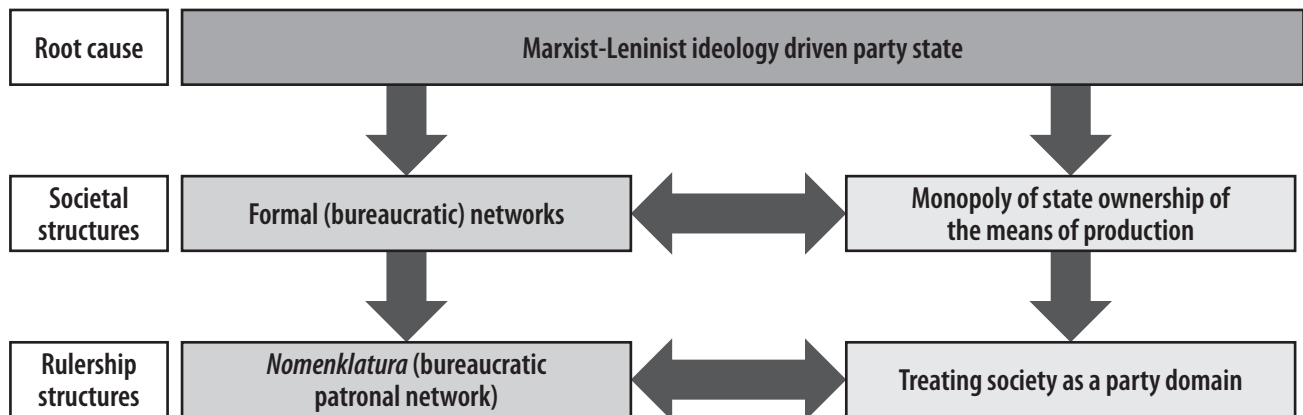 Root cause
Marxist-Leninist ideology driven party state
Societal
structures
Formal (bureaucratic) networks
Monopoly of state ownership of
the means of production
Rulership
structures
Nomenklatura (bureaucratic
patronal network)
Treating society as a party domain